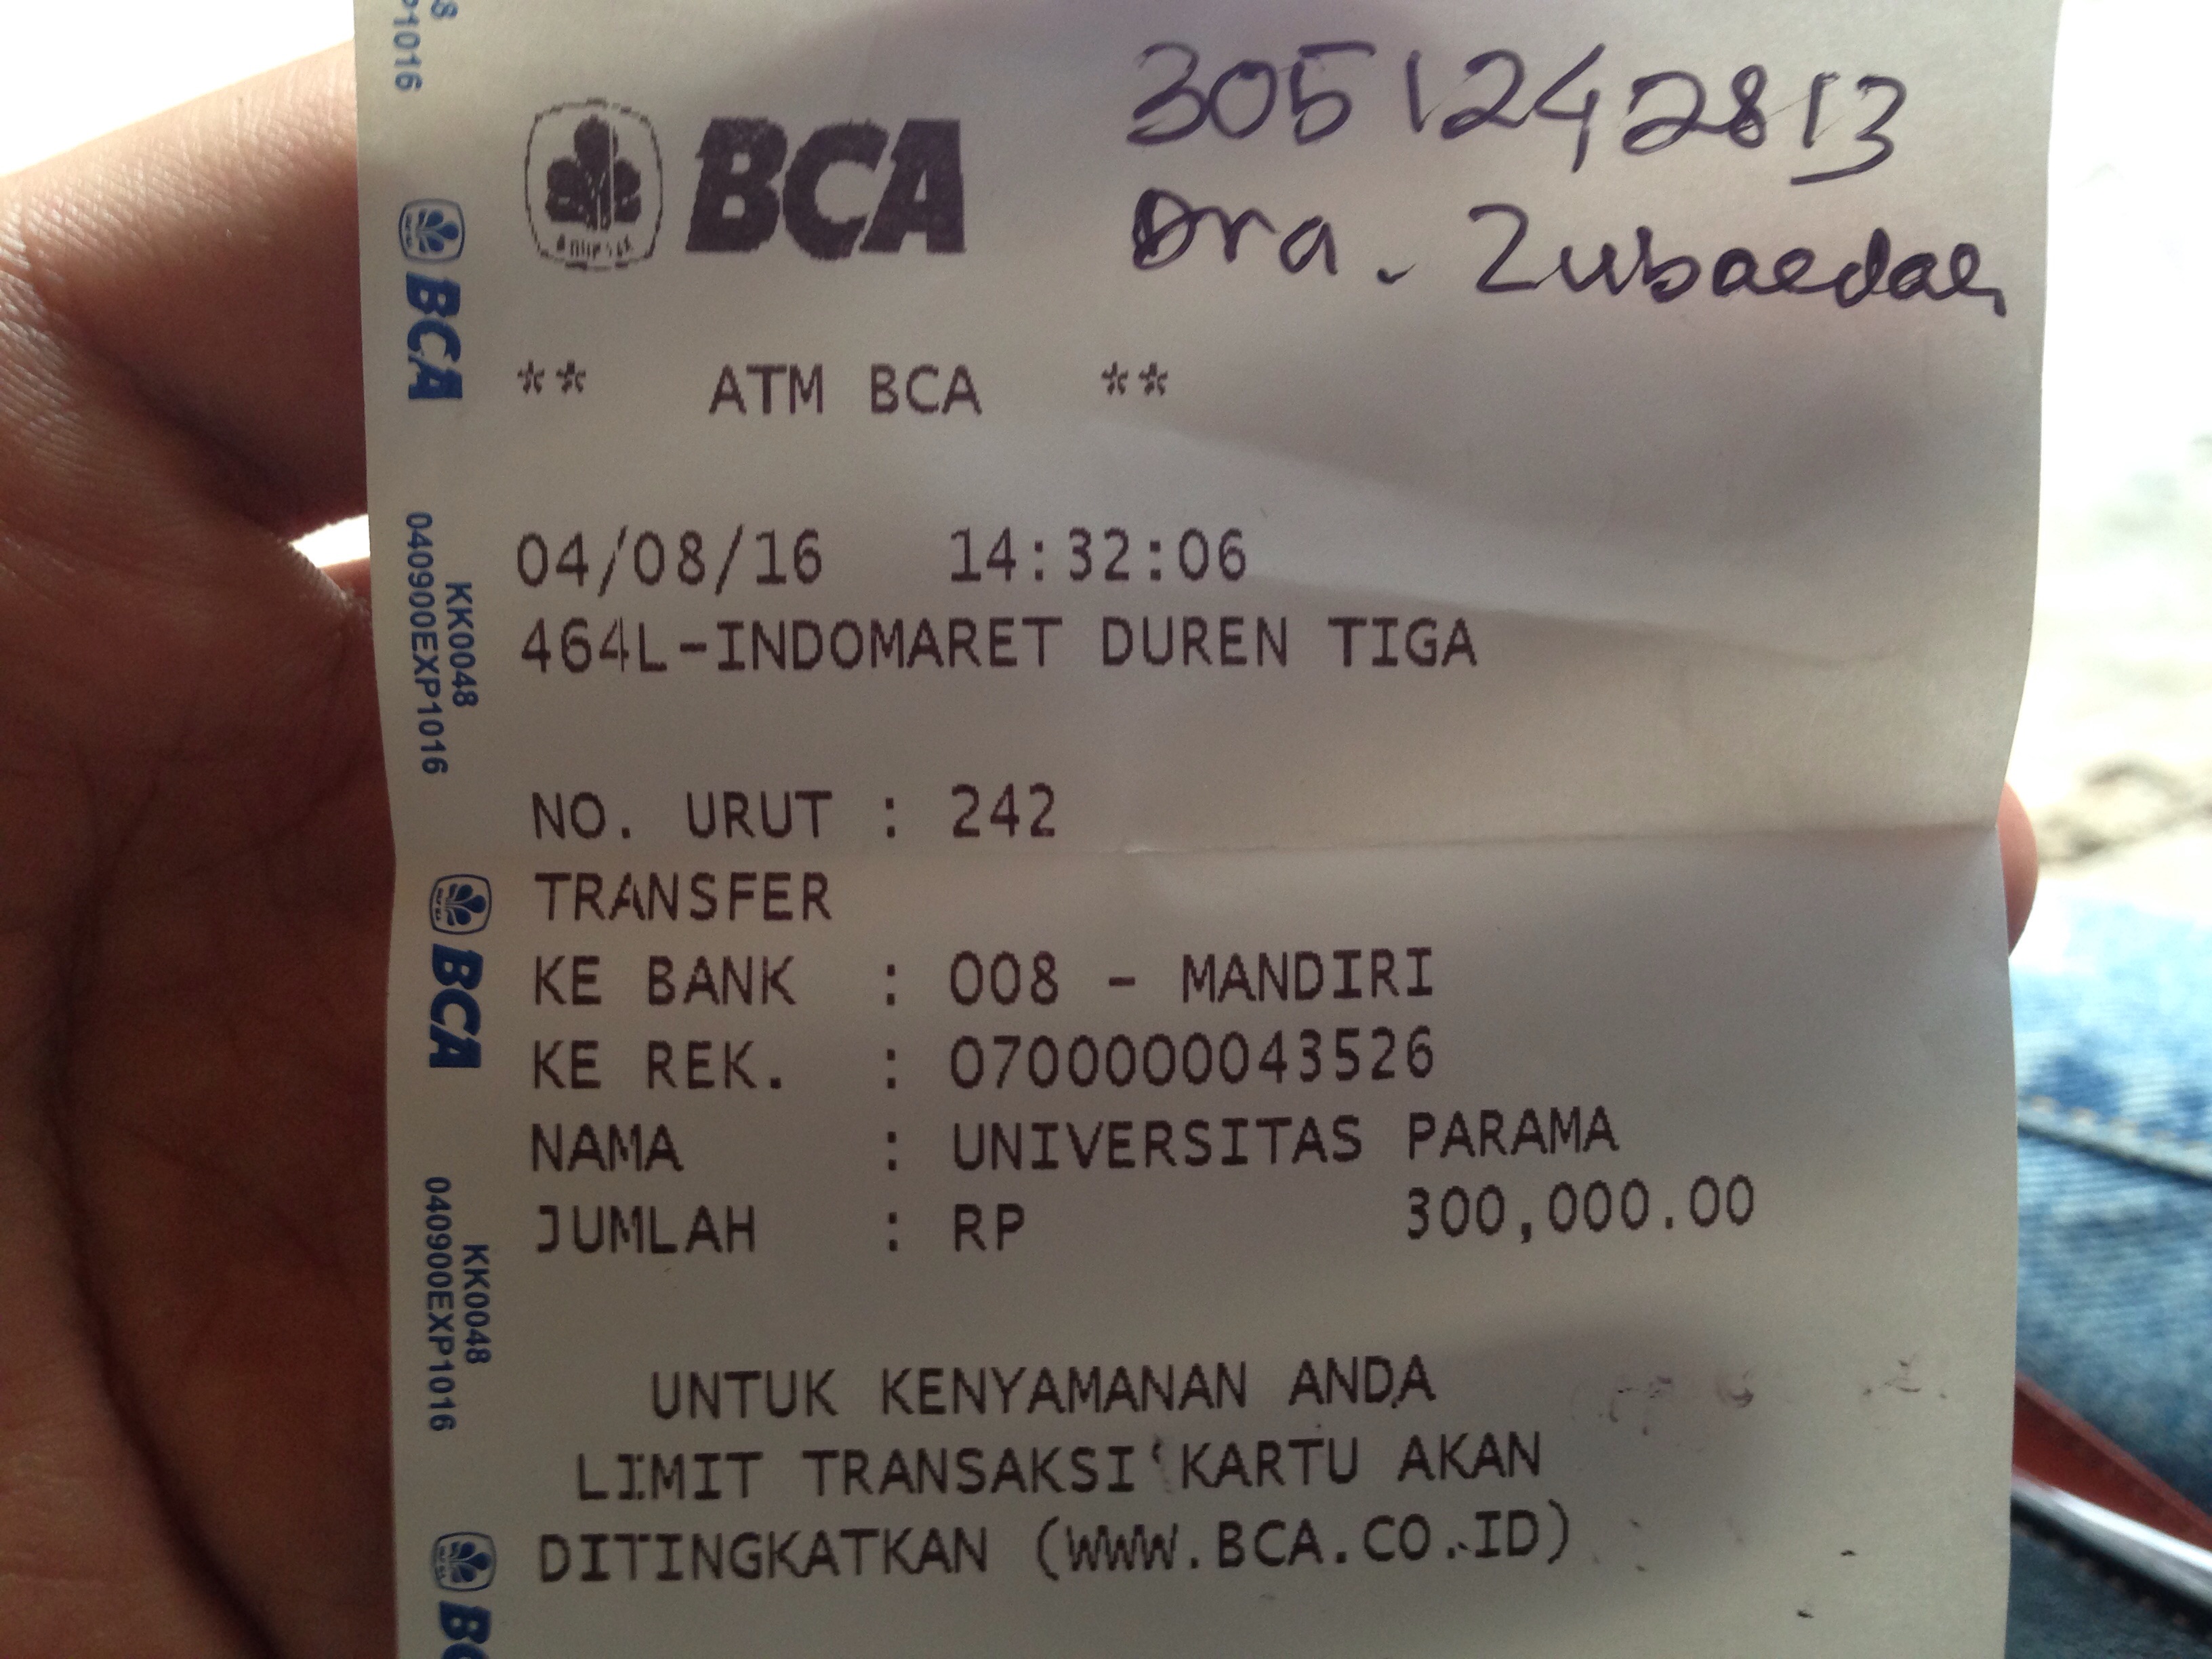 BCA
3051242813
Dra. Zubaedah
** ATM BCA **
04/08/16 14:32:06
464L-INDOMARET DUREN TIGA
NO. URUT : 242
TRANSFER
KE BANK : 008 - MANDIRI
KE REK. : 0700000043526
NAMA : UNIVERSITAS PARAMA
JUMLAH : RP 300,000.00
UNTUK KENYAMANAN ANDA
LIMIT TRANSAKSI KARTU AKAN
DITINGKATKAN (WWW.BCA.CO.ID)
P1016
BCA
KK0048
040900EXP1016
BCA
KK0048
040900EXP1016